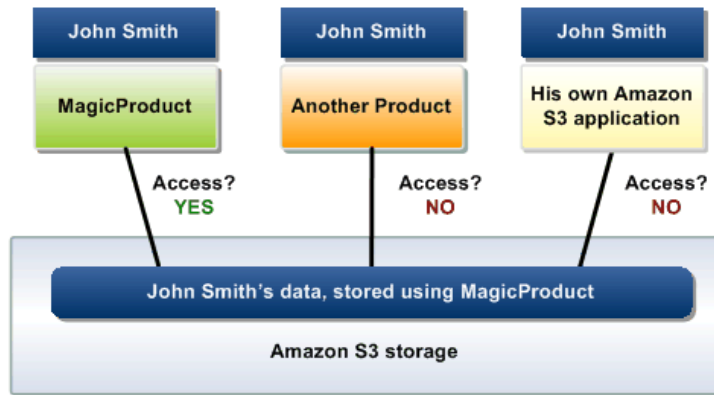 John Smith
John Smith
John Smith
MagicProduct
Another Product
His own Amazon
S3 application
Access?
YES
Access?
NO
Access?
NO
John Smith's data, stored using MagicProduct
Amazon S3 storage